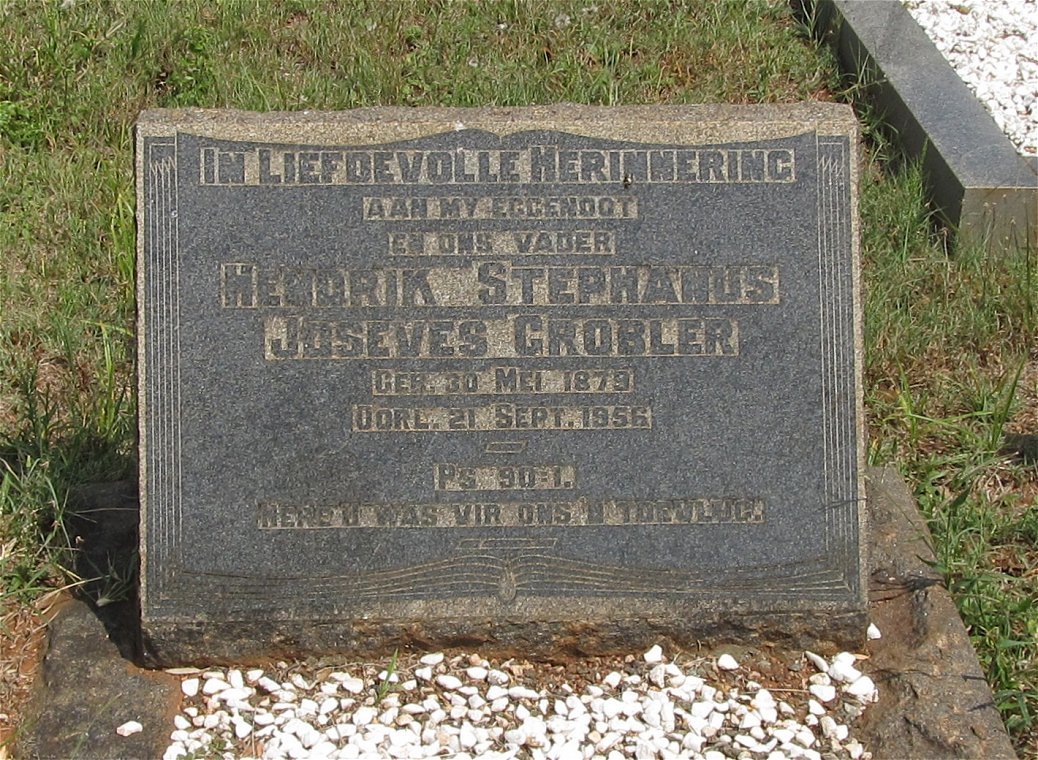 IN LIEFDEVOLLE HERINNERING
AAN MY EGGENOOT
EN ONS VADER
HENDRIK STEPHANUS
JOSEVES GROBLER
GEB. 30 MEI. 1879
OORL. 21 SEPT. 1956
PS. 90:1.
HERE U WAS VIR ONS 'N TOEVLUG.